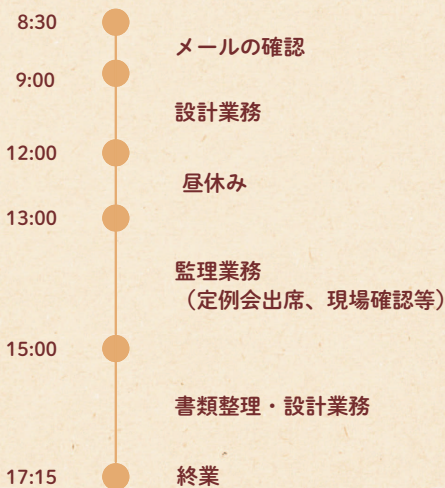 8:30
メールの確認
9:00
設計業務
12:00
昼休み
13:00
監理業務
（定例会出席、現場確認等）
15:00
書類整理・設計業務
17:15 終業